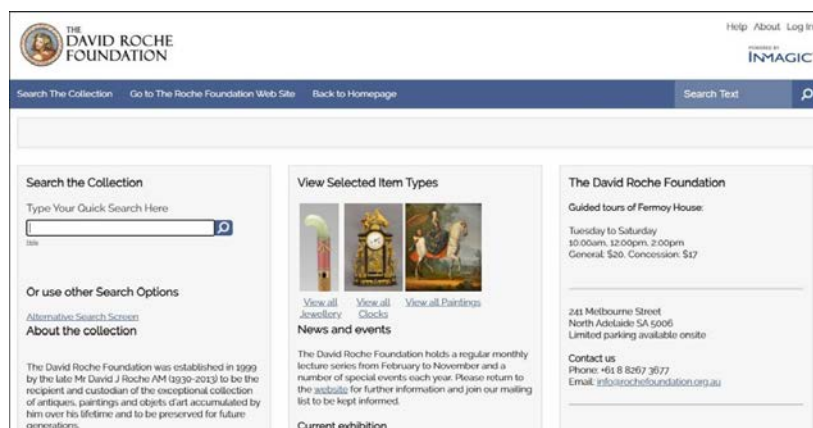 THE
DAVID ROCHE
FOUNDATION
Help About Log In
POWERED BY
INMAGIC
Search The Collection Go to The Roche Foundation Web Site Back to Homepage
Search Text
Search the Collection
Type Your Quick Search Here
Or use other Search Options
Alternative Search Screen
About the collection
The David Roche Foundation was established in 1999
by the late Mr David J Roche AM (1930-2013) to be the
recipient and custodian of the exceptional collection
of antiques, paintings and objets d'art accumulated by
him over his lifetime and to be preserved for future
generations.
View Selected Item Types
View all
Jewellery
View all
Clocks
View all Paintings
News and events
The David Roche Foundation holds a regular monthly
lecture series from February to November and a
number of special events each year. Please return to
the website for further information and join our mailing
list to be kept informed.
Current exhibition
The David Roche Foundation
Guided tours of Fermoy House:
Tuesday to Saturday
10.00am, 12.00pm, 2.00pm
General: $20, Concession: $17
241 Melbourne Street
North Adelaide SA 5006
Limited parking available onsite
Contact us
Phone: +61 8 8267 3677
Email: info@rochefoundation.org.au